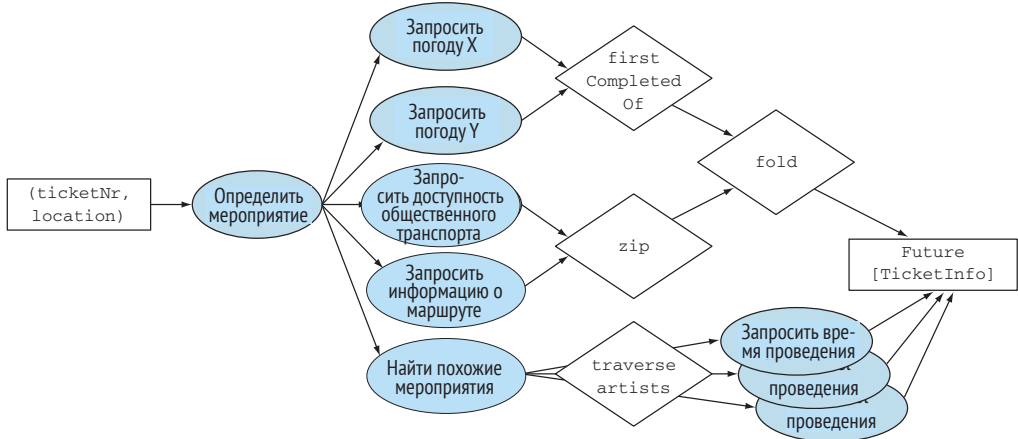 Запросить
погоду X
first
Completed
Of
Запросить
погоду Y
fold
(ticketNr,
location)
Определить
мероприятие
Запро-
сить доступность
общественного
транспорта
zip
Future
[TicketInfo]
Запросить
информацию о
маршруте
Найти похожие
мероприятия
traverse
artists
Запросить вре-
мя проведения
проведения
проведения